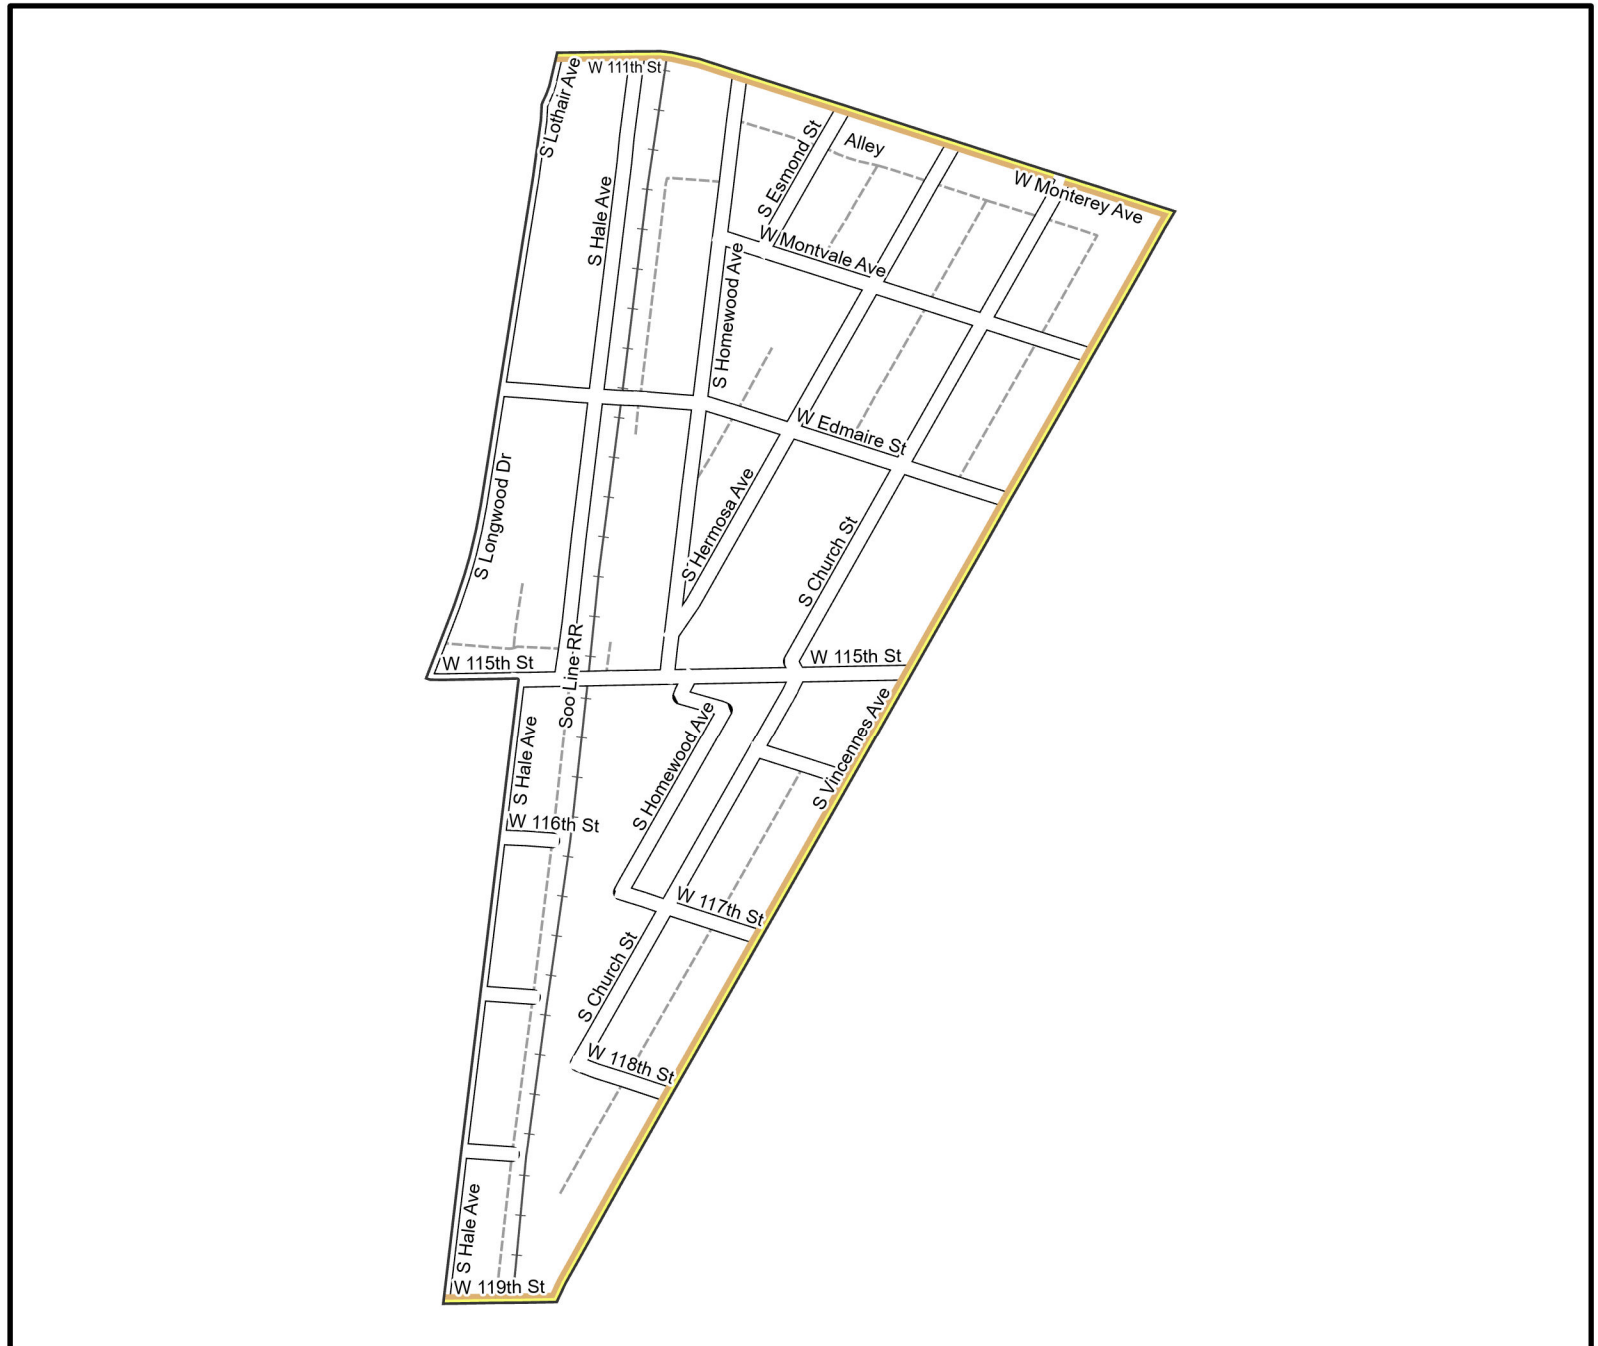 W 111th St
S Lothair Ave
S Esmond St
Alley
W Monterey Ave
S Hale Ave
W Montvale Ave
S Homewood Ave
W Edmaire St
S Longwood Dr
S Hermosa Ave
S Church St
W 115th St
W 115th St
Soo Line RR
S Hale Ave
S Homewood Ave
S Vincennes Ave
W 116th St
W 117th St
S Church St
W 118th St
S Hale Ave
W 119th St